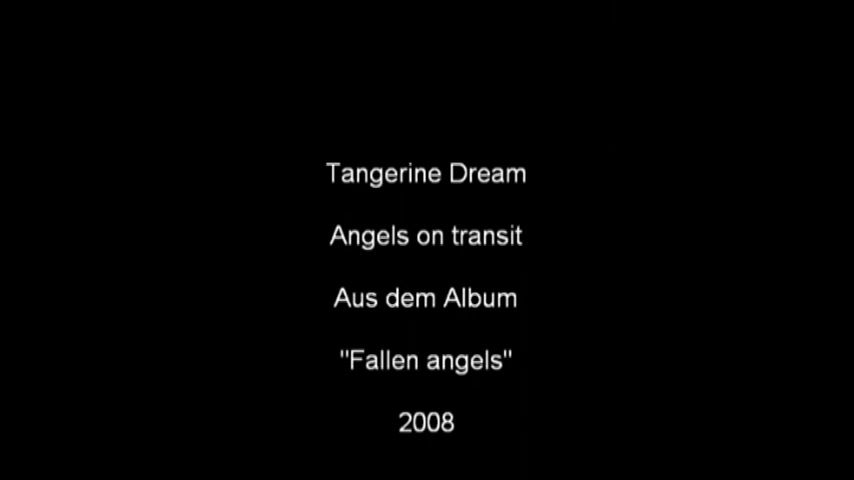 Tangerine Dream
Angels on transit
Aus dem Album
"Fallen angels"
2008